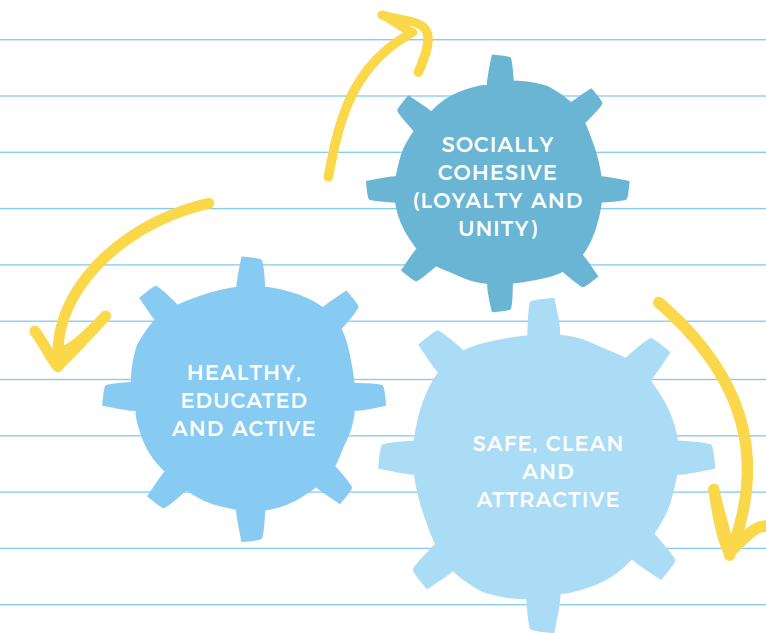 SOCIALLY
COHESIVE
(LOYALTY AND
UNITY)
HEALTHY,
EDUCATED
AND ACTIVE
SAFE, CLEAN
AND
ATTRACTIVE